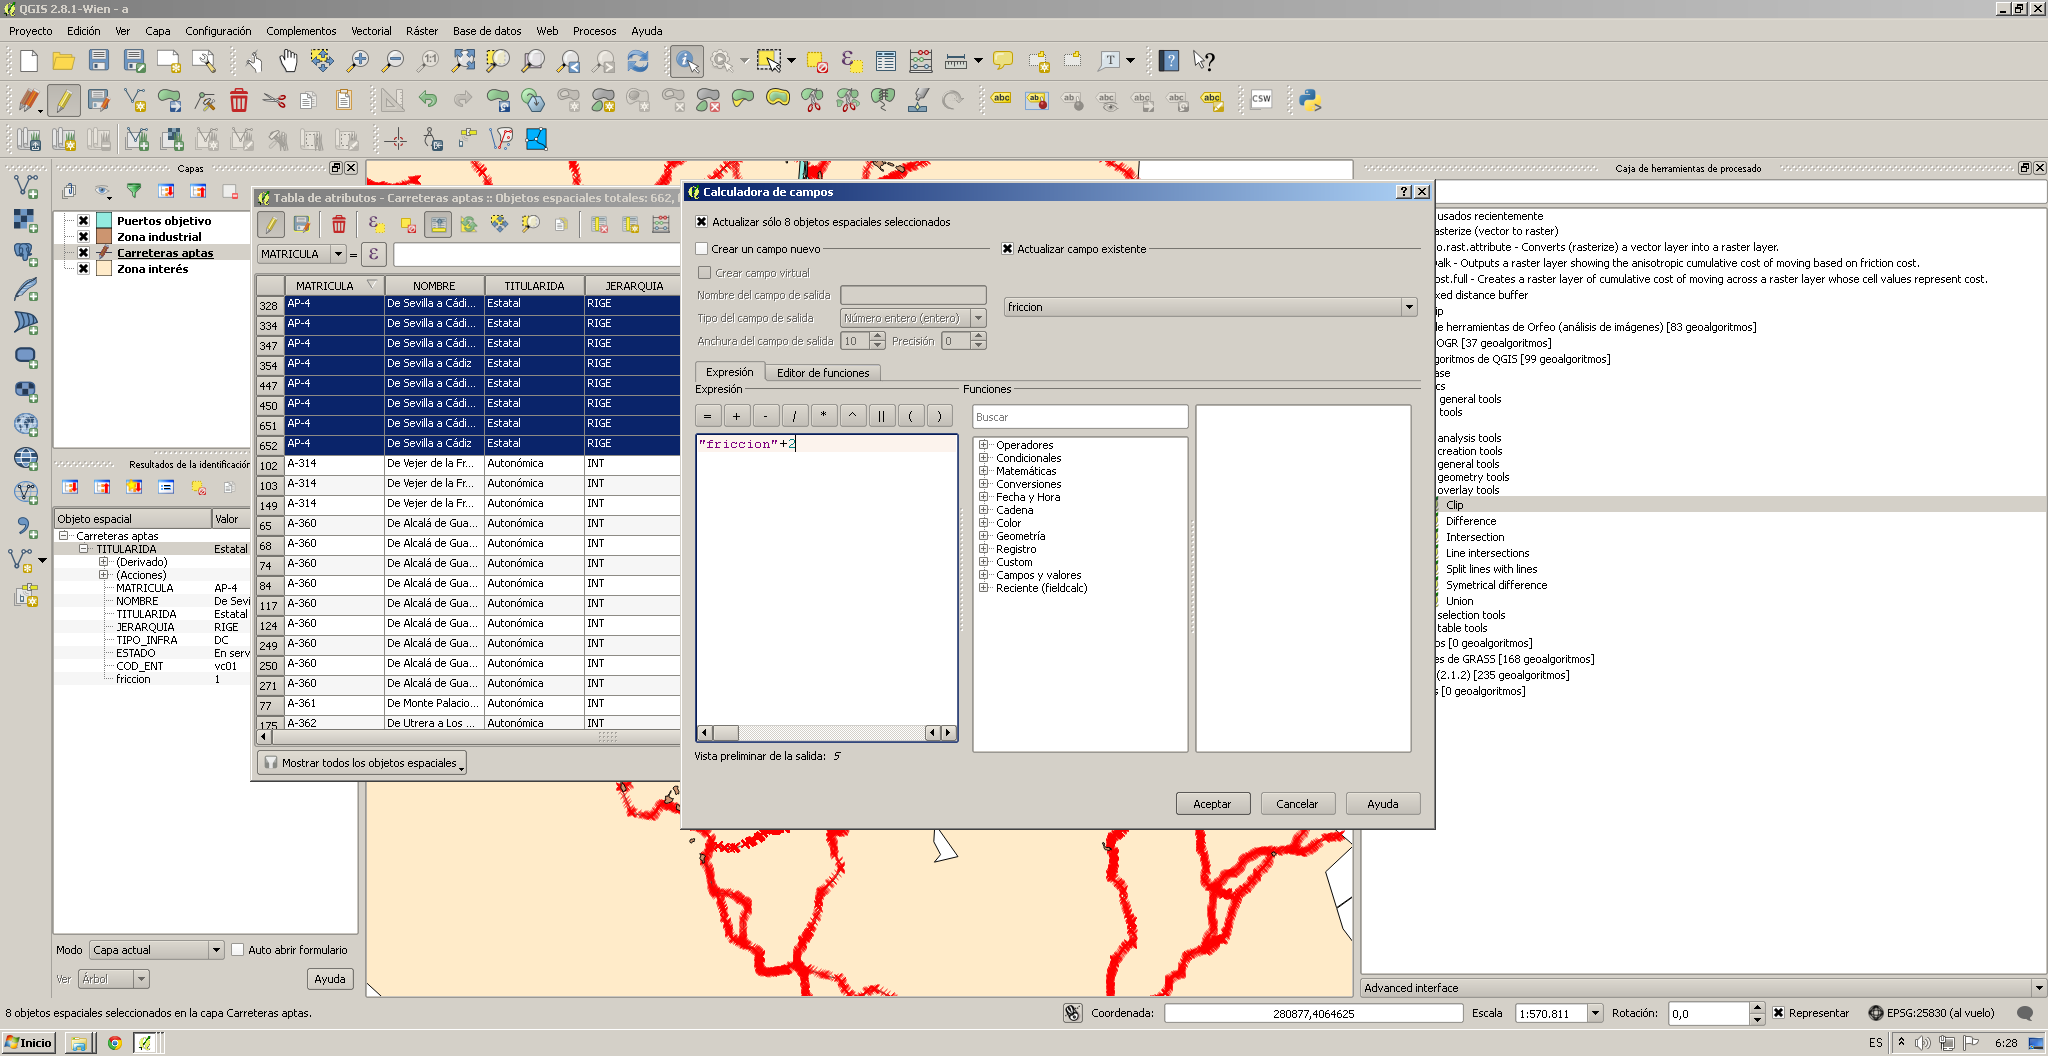 QGIS 2.8.1-Wien - a
Proyecto Edición Ver Capa Configuración Complementos Vectorial Ráster Base de datos Web Procesos Ayuda
Capas
Puertos objetivo
Zona industrial
Carreteras aptas
Zona interés
Resultados de la identificación
Objeto espacial Valor
Carreteras aptas
TITULARIDA Estatal
(Derivado)
(Acciones)
MATRICULA AP-4
NOMBRE De Sevi
TITULARIDA Estatal
JERARQUIA RIGE
TIPO_INFRA DC
ESTADO En serv
COD_ENT vc01
friccion 1
Modo Capa actual Auto abrir formulario
Ver Árbol Ayuda
Tabla de atributos - Carreteras aptas :: Objetos espaciales totales: 662,
MATRICULA =
MATRICULA NOMBRE TITULARIDA JERARQUIA
328 AP-4 De Sevilla a Cádi... Estatal RIGE
334 AP-4 De Sevilla a Cádi... Estatal RIGE
347 AP-4 De Sevilla a Cádi... Estatal RIGE
354 AP-4 De Sevilla a Cádiz Estatal RIGE
447 AP-4 De Sevilla a Cádi... Estatal RIGE
450 AP-4 De Sevilla a Cádi... Estatal RIGE
651 AP-4 De Sevilla a Cádi... Estatal RIGE
652 AP-4 De Sevilla a Cádiz Estatal RIGE
102 A-314 De Vejer de la Fr... Autonómica INT
103 A-314 De Vejer de la Fr... Autonómica INT
149 A-314 De Vejer de la Fr... Autonómica INT
65 A-360 De Alcalá de Gua... Autonómica INT
68 A-360 De Alcalá de Gua... Autonómica INT
74 A-360 De Alcalá de Gua... Autonómica INT
84 A-360 De Alcalá de Gua... Autonómica INT
117 A-360 De Alcalá de Gua... Autonómica INT
124 A-360 De Alcalá de Gua... Autonómica INT
249 A-360 De Alcalá de Gua... Autonómica INT
250 A-360 De Alcalá de Gua... Autonómica INT
271 A-360 De Alcalá de Gua... Autonómica INT
77 A-361 De Monte Palacio... Autonómica INT
175 A-362 De Utrera a Los ... Autonómica INT
Mostrar todos los objetos espaciales
Calculadora de campos
Actualizar sólo 8 objetos espaciales seleccionados
Crear un campo nuevo Actualizar campo existente
Crear campo virtual
Nombre del campo de salida
Tipo del campo de salida Número entero (entero)
Anchura del campo de salida 10 Precisión 0
friccion
Expresión Editor de funciones
Expresión Funciones
= + - / * ^ || ( )
Buscar
"friccion"+2
Operadores
Condicionales
Matemáticas
Conversiones
Fecha y Hora
Cadena
Color
Geometría
Registro
Custom
Campos y valores
Reciente (fieldcalc)
Vista preliminar de la salida: 5
Aceptar Cancelar Ayuda
Caja de herramientas de procesado
usados recientemente
asterize (vector to raster)
o.rast.attribute - Converts (rasterize) a vector layer into a raster layer.
alk - Outputs a raster layer showing the anisotropic cumulative cost of moving based on friction cost.
ost.full - Creates a raster layer of cumulative cost of moving across a raster layer whose cell values represent cost.
xed distance buffer
ip
le herramientas de Orfeo (análisis de imágenes) [83 geoalgoritmos]
OGR [37 geoalgoritmos]
goritmos de QGIS [99 geoalgoritmos]
ase
cs
general tools
tools
analysis tools
creation tools
general tools
geometry tools
overlay tools
Clip
Difference
Intersection
Line intersections
Split lines with lines
Symetrical difference
Union
selection tools
table tools
os [0 geoalgoritmos]
es de GRASS [168 geoalgoritmos]
(2.1.2) [235 geoalgoritmos]
s [0 geoalgoritmos]
Advanced interface
8 objetos espaciales seleccionados en la capa Carreteras aptas.
Coordenada: 280877,4064625 Escala 1:570.811 Rotación: 0,0 Representar EPSG:25830 (al vuelo)
Inicio ES 6:28